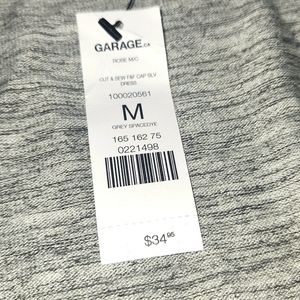 GARAGE.CA
ROBE M/C
CUT & SEW F&F CAP SLV
DRESS
100020561
M
GREY SPACEDYE
165 162 75
0221498
$34.95